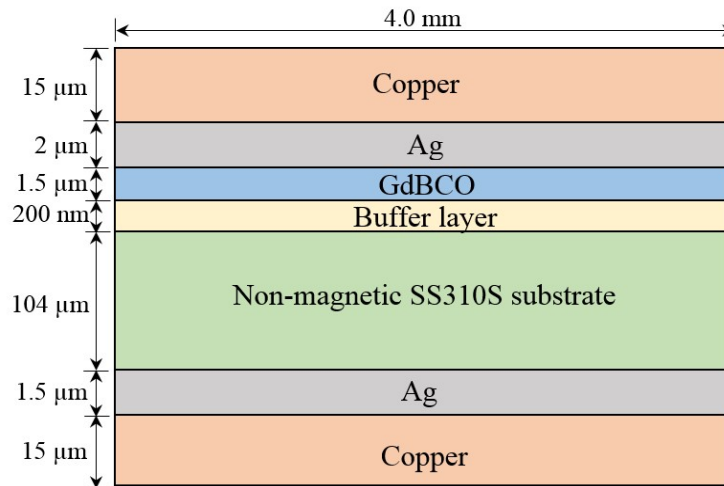 4.0 mm
15 µm
Copper
2 µm
Ag
1.5 µm
GdBCO
200 nm
Buffer layer
104 µm
Non-magnetic SS310S substrate
1.5 µm
Ag
15 µm
Copper